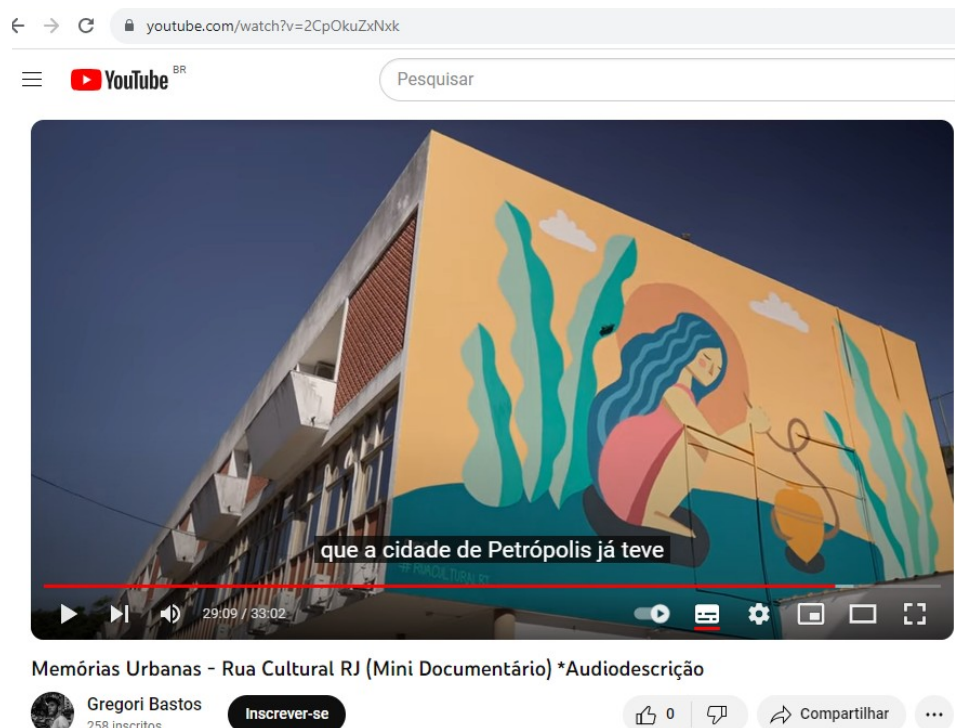 youtube.com/watch?v=2CpOkuZxNxk
YouTube BR
Pesquisar
que a cidade de Petrópolis já teve
# RUACULTURALRJ
29:09 / 33:02
Memórias Urbanas - Rua Cultural RJ (Mini Documentário) *Audiodescrição
Gregori Bastos
258 inscritos
Inscrever-se
0
Compartilhar